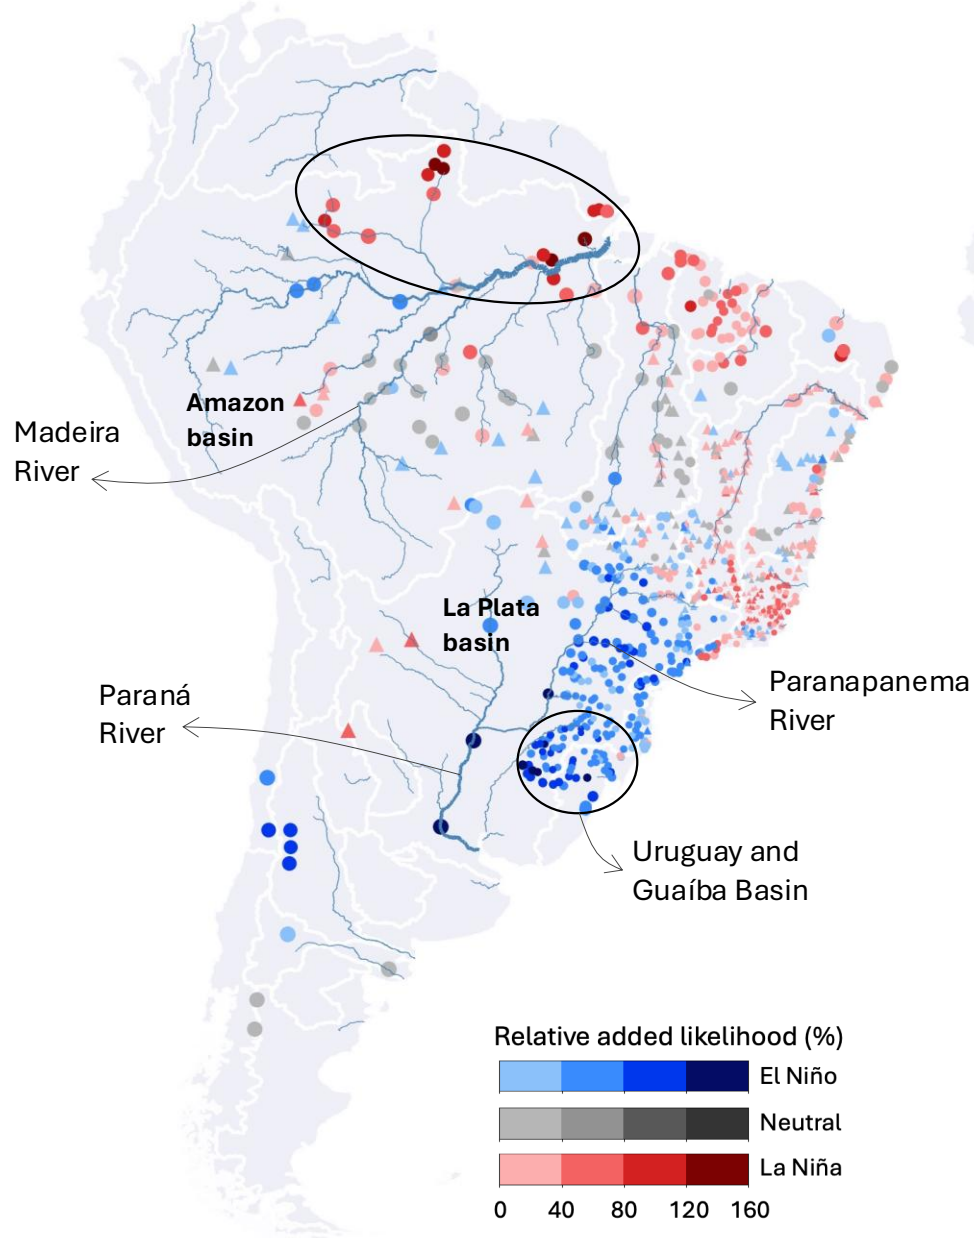 Amazon
basin
Madeira
River
La Plata
basin
Paraná
River
Paranapanema
River
Uruguay and
Guaíba Basin
Relative added likelihood (%)
El Niño
Neutral
La Niña
0 40 80 120 160